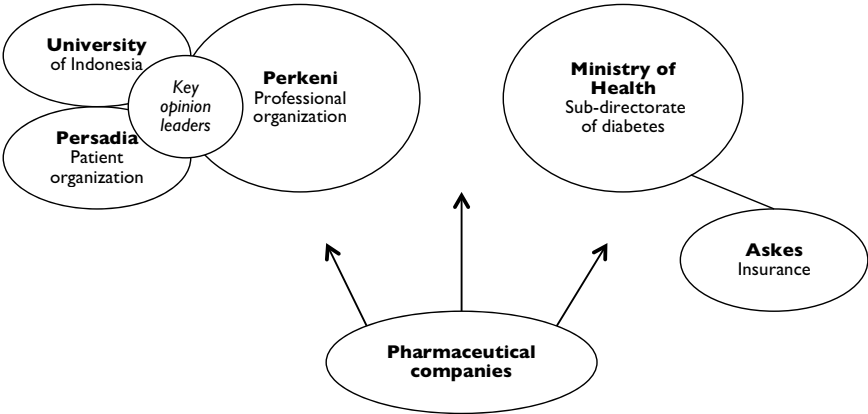 University
of Indonesia
Key
opinion
leaders
Perkeni
Professional
organization
Persadia
Patient
organization
Ministry of
Health
Sub-directorate
of diabetes
Askes
Insurance
Pharmaceutical
companies